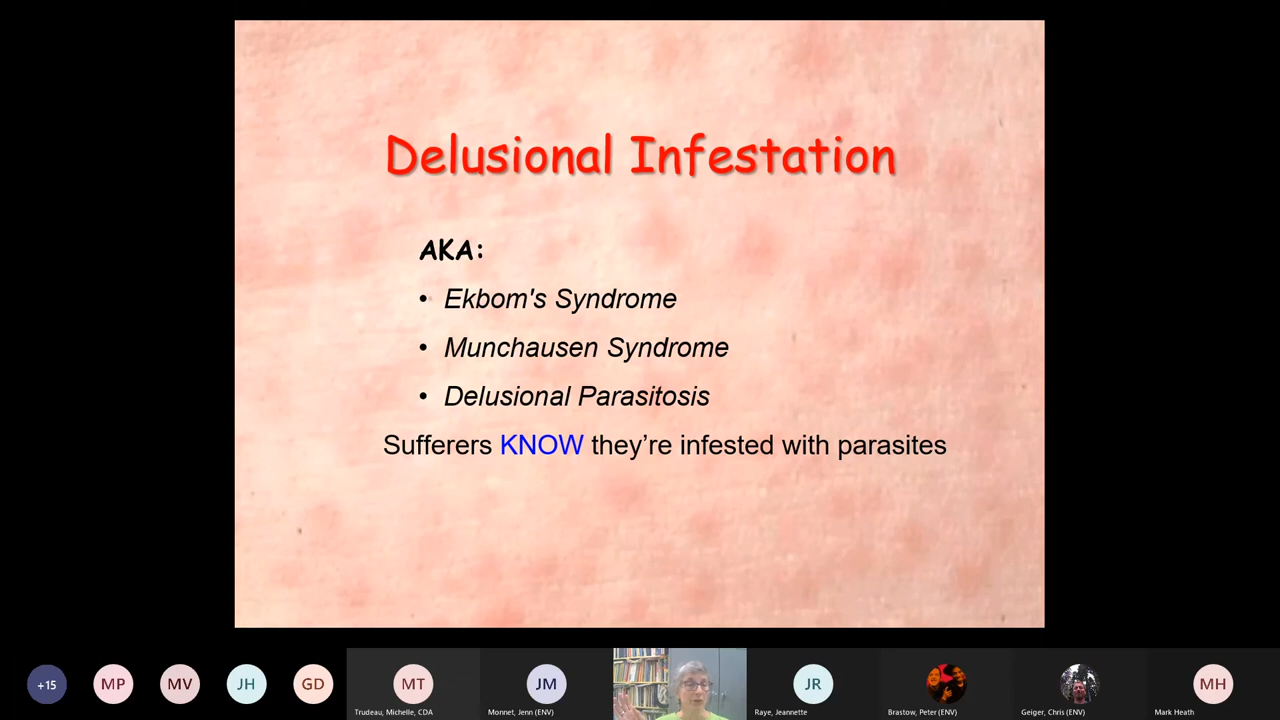 Delusional Infestation
AKA:
• Ekbom's Syndrome
• Munchausen Syndrome
• Delusional Parasitosis
Sufferers KNOW they’re infested with parasites
+15
MP
MV
JH
GD
MT
JM
JR
MH
Trudeau, Michelle, CDA
Monnet, Jenn (ENV)
Raye, Jeannette
Brastow, Peter (ENV)
Geiger, Chris (ENV)
Mark Heath